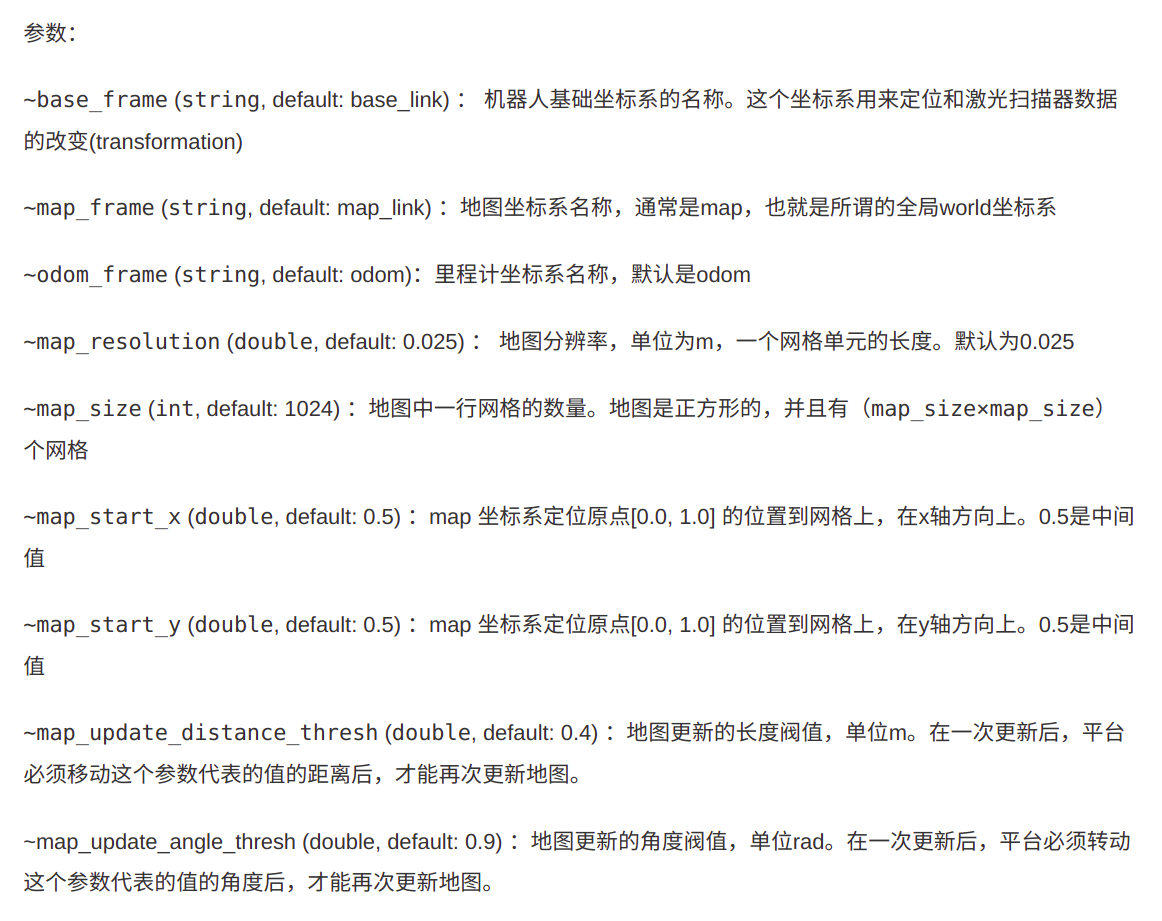 参数：
~base_frame (string, default: base_link) ： 机器人基础坐标系的名称。这个坐标系用来定位和激光扫描器数据
的改变(transformation)
~map_frame (string, default: map_link) ：地图坐标系名称，通常是map，也就是所谓的全局world坐标系
~odom_frame (string, default: odom)：里程计坐标系名称，默认是odom
~map_resolution (double, default: 0.025) ： 地图分辨率，单位为m，一个网格单元的长度。默认为0.025
~map_size (int, default: 1024) ：地图中一行网格的数量。地图是正方形的，并且有（map_size×map_size）
个网格
~map_start_x (double, default: 0.5) ：map 坐标系定位原点[0.0, 1.0] 的位置到网格上，在x轴方向上。0.5是中间
值
~map_start_y (double, default: 0.5) ：map 坐标系定位原点[0.0, 1.0] 的位置到网格上，在y轴方向上。0.5是中间
值
~map_update_distance_thresh (double, default: 0.4) ：地图更新的长度阀值，单位m。在一次更新后，平台
必须移动这个参数代表的值的距离后，才能再次更新地图。
~map_update_angle_thresh (double, default: 0.9) ：地图更新的角度阀值，单位rad。在一次更新后，平台必须转动
这个参数代表的值的角度后，才能再次更新地图。